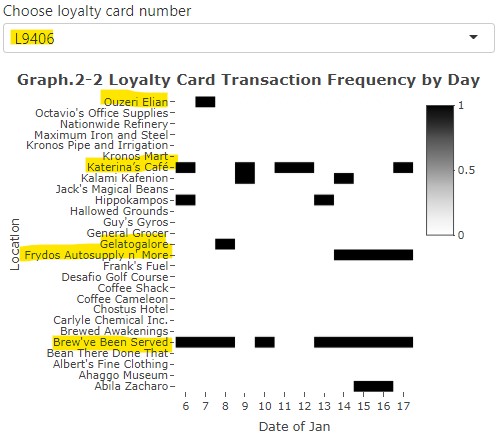 Choose loyalty card number
L9406
Graph.2-2 Loyalty Card Transaction Frequency by Day
Ouzeri Elian
Octavio's Office Supplies
Nationwide Refinery
Maximum Iron and Steel
Kronos Pipe and Irrigation
Kronos Mart
Katerina's Café
Kalami Kafenion
Jack's Magical Beans
Hippokampos
Hallowed Grounds
Guy's Gyros
General Grocer
Gelatogalore
Frydos Autosupply n' More
Frank's Fuel
Desafio Golf Course
Coffee Shack
Coffee Cameleon
Chostus Hotel
Carlyle Chemical Inc.
Brewed Awakenings
Brew've Been Served
Bean There Done That
Albert's Fine Clothing
Ahaggo Museum
Abila Zacharo
Location
6 7 8 9 10 11 12 13 14 15 16 17
Date of Jan
1
0.5
0